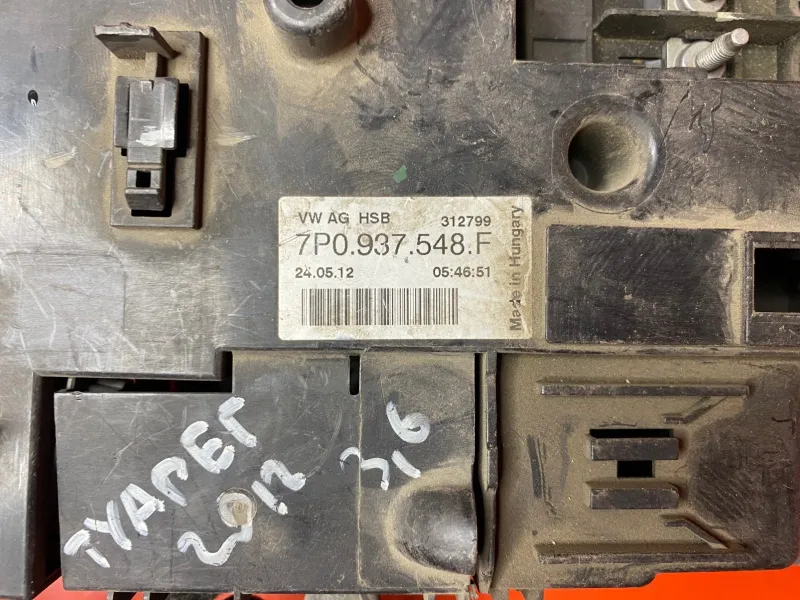 VW AG HSB 312799
7P0.937.548.F
24.05.12 05:46:51
Made in Hungary
ТУАРЕГ
2012 3,6